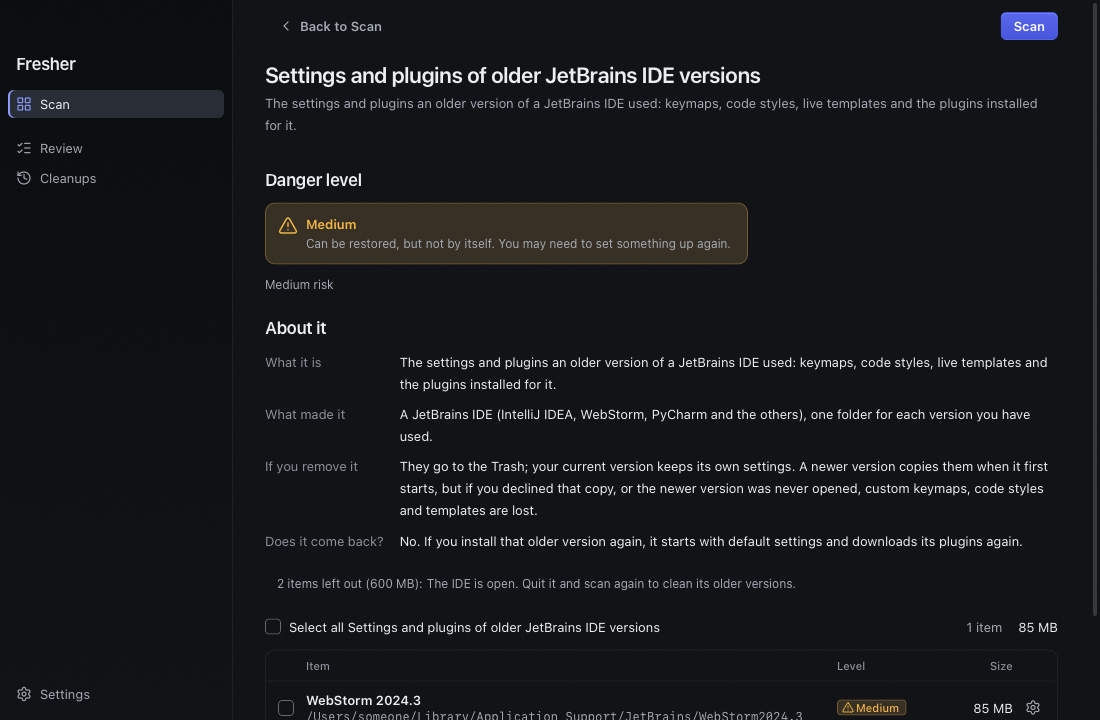 Back to Scan
Scan
Fresher
Scan
Review
Cleanups
Settings
Settings and plugins of older JetBrains IDE versions
The settings and plugins an older version of a JetBrains IDE used: keymaps, code styles, live templates and the plugins installed
for it.
Danger level
Medium
Can be restored, but not by itself. You may need to set something up again.
Medium risk
About it
What it is
The settings and plugins an older version of a JetBrains IDE used: keymaps, code styles, live templates and
the plugins installed for it.
What made it
A JetBrains IDE (IntelliJ IDEA, WebStorm, PyCharm and the others), one folder for each version you have
used.
If you remove it
They go to the Trash; your current version keeps its own settings. A newer version copies them when it first
starts, but if you declined that copy, or the newer version was never opened, custom keymaps, code styles
and templates are lost.
Does it come back?
No. If you install that older version again, it starts with default settings and downloads its plugins again.
2 items left out (600 MB): The IDE is open. Quit it and scan again to clean its older versions.
Select all Settings and plugins of older JetBrains IDE versions
1 item
85 MB
Item
Level
Size
WebStorm 2024.3
/Users/someone/Library/Application Support/JetBrains/WebStorm2024.3
Medium
85 MB